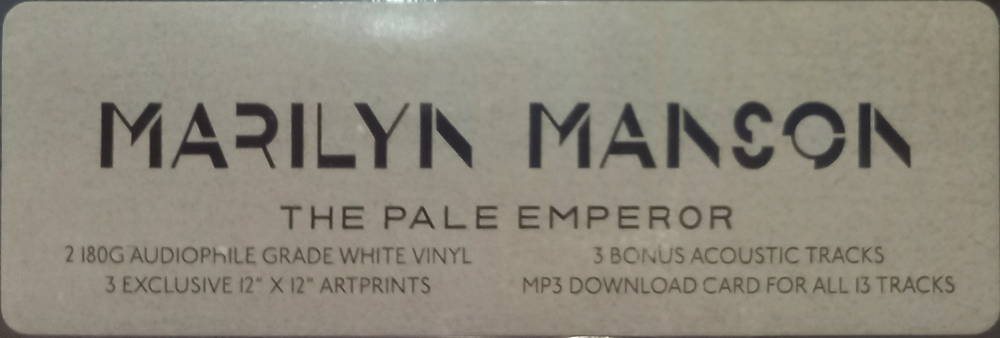 MARILYN MANSON
THE PALE EMPEROR
2 180G AUDIOPHILE GRADE WHITE VINYL
3 EXCLUSIVE 12" X 12" ARTPRINTS
3 BONUS ACOUSTIC TRACKS
MP3 DOWNLOAD CARD FOR ALL 13 TRACKS